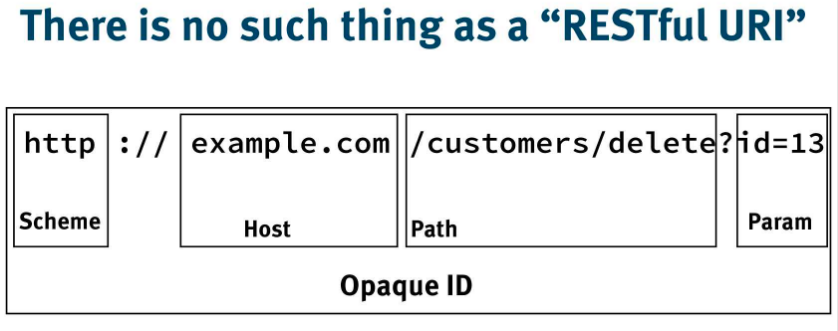 There is no such thing as a “RESTful URI”
http :// example.com /customers/delete?id=13
Scheme Host Path Param
Opaque ID